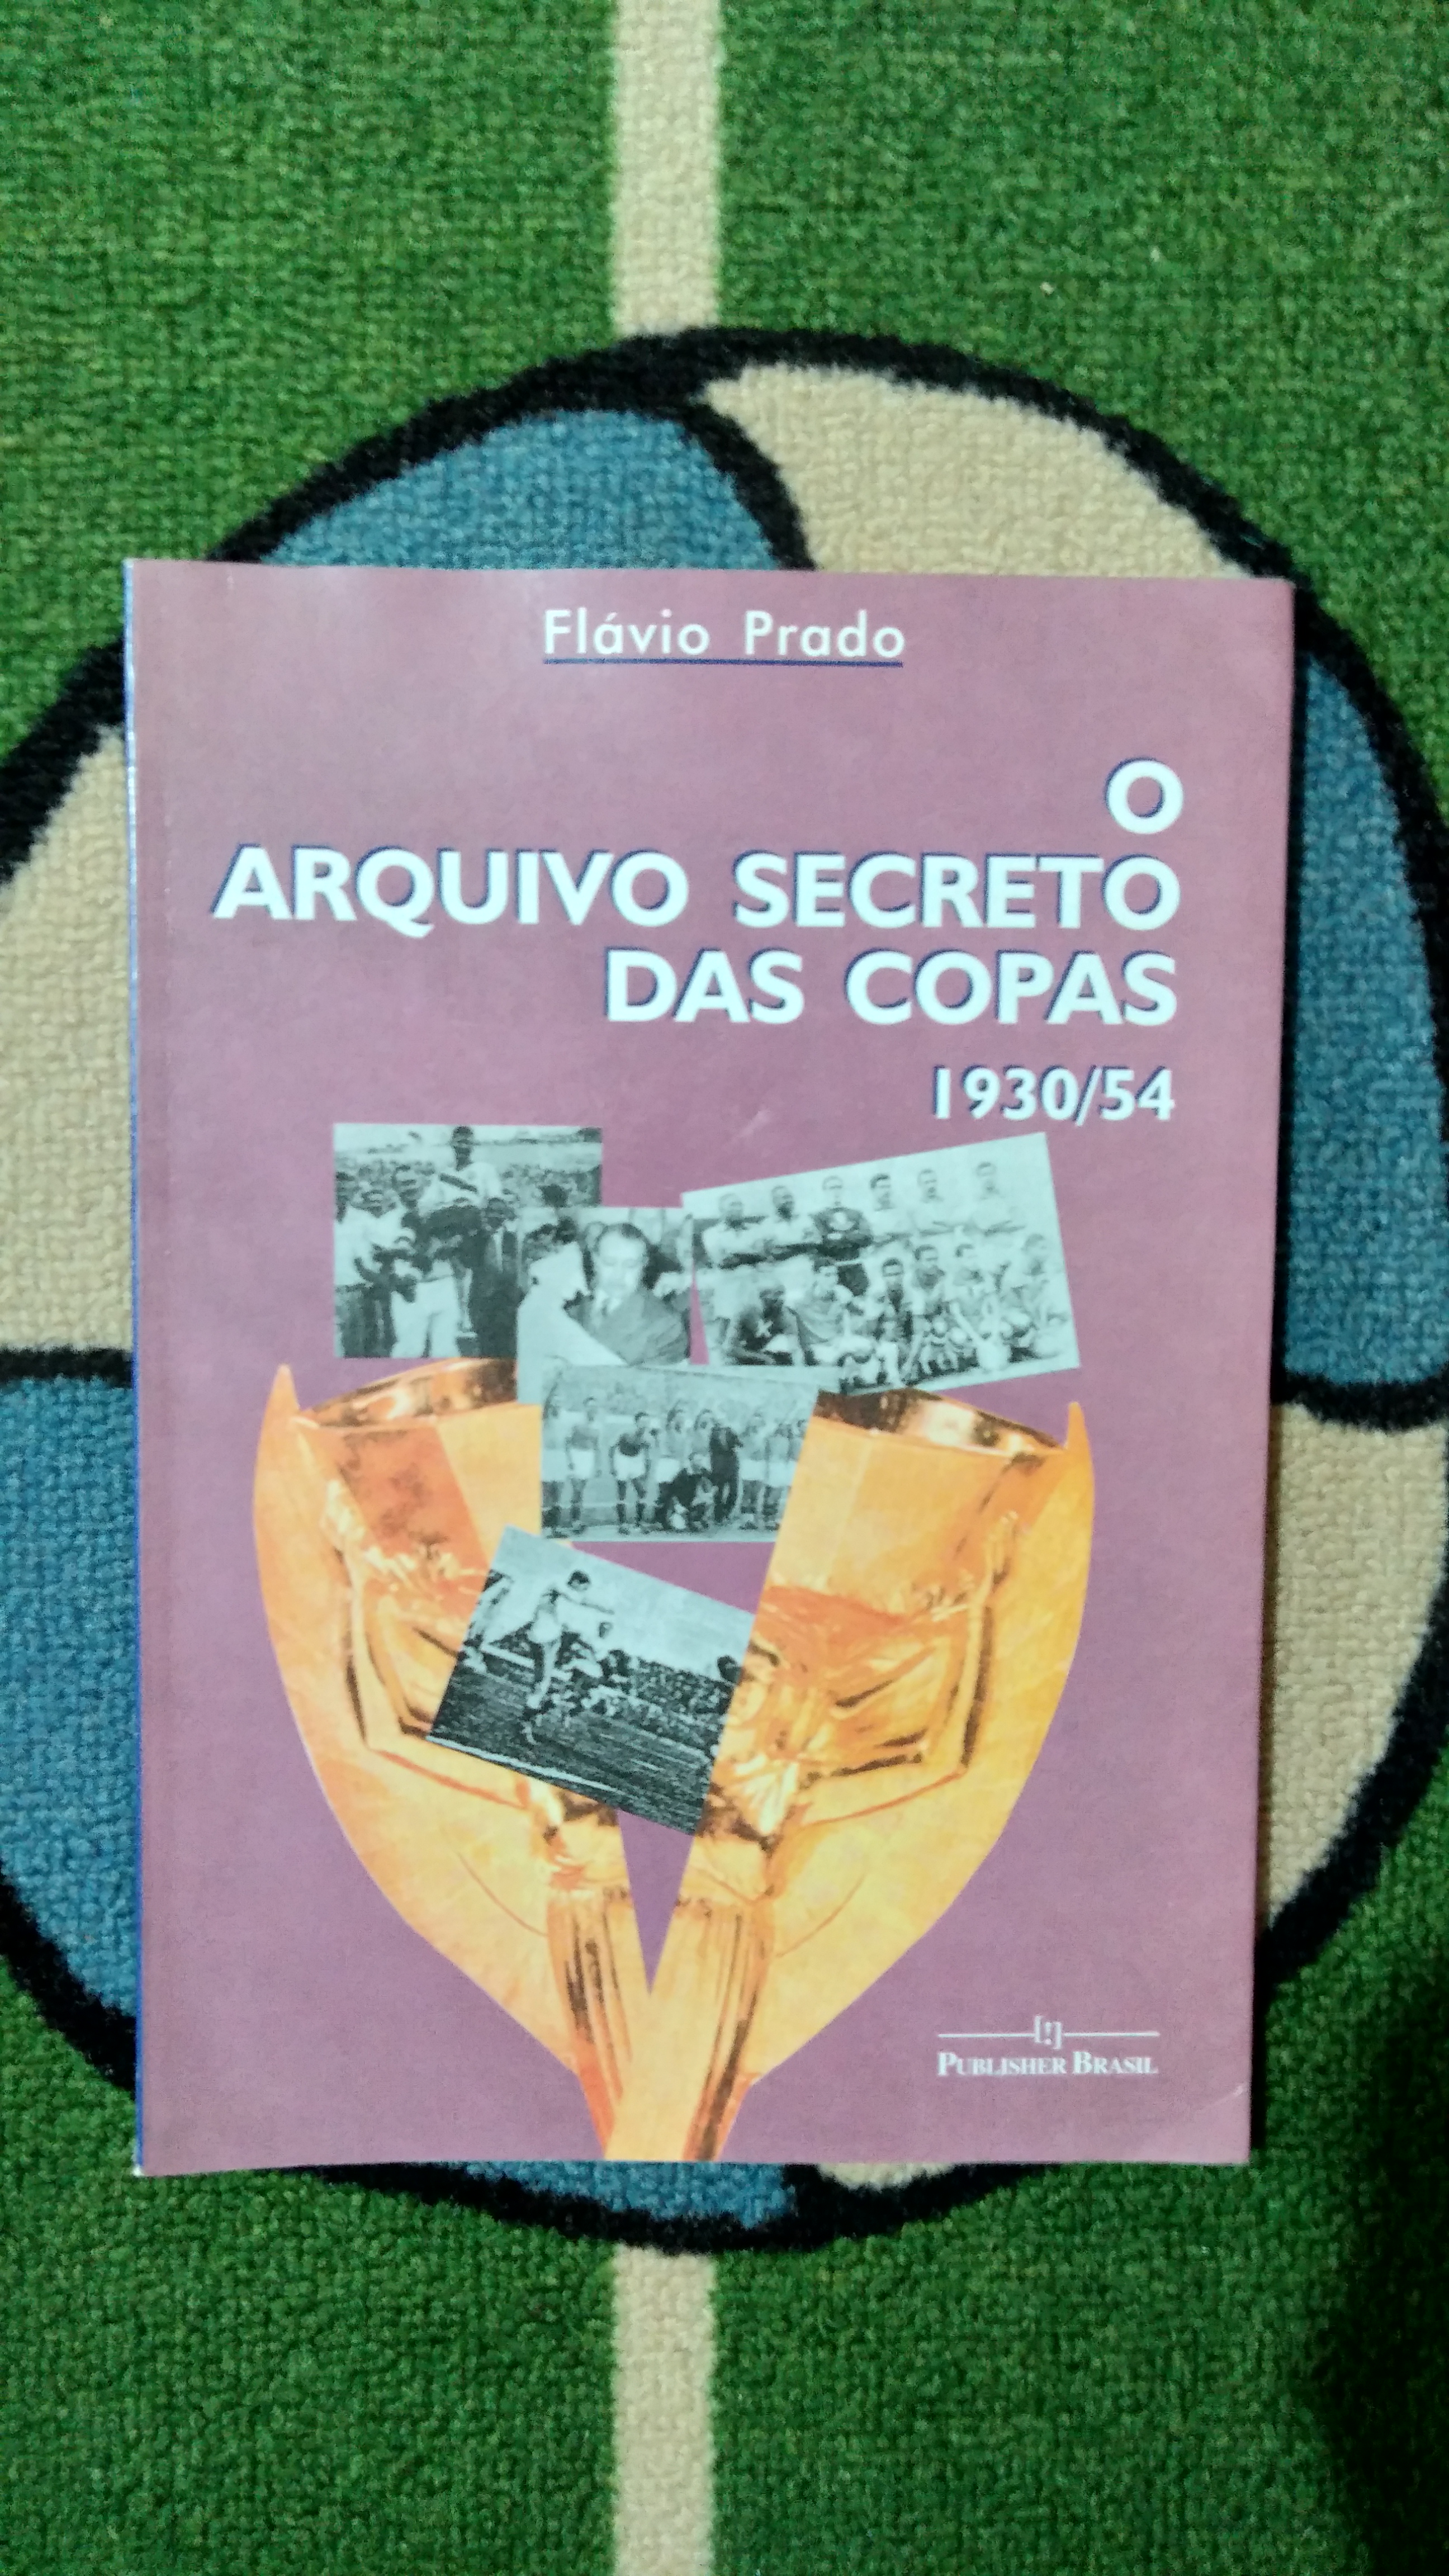 Flávio Prado
O
ARQUIVO SECRETO
DAS COPAS
1930/54
[!]
PUBLISHER BRASIL